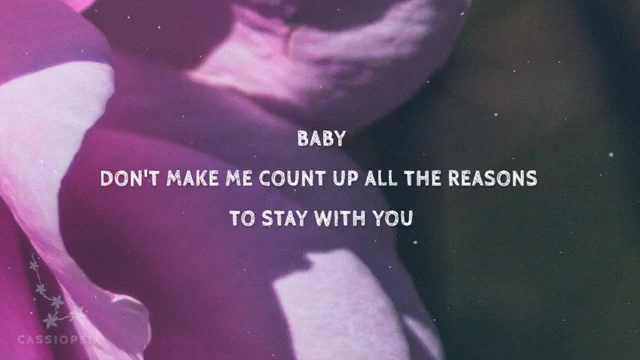 BABY
DON'T MAKE ME COUNT UP ALL THE REASONS
TO STAY WITH YOU
CASSIOPEIA